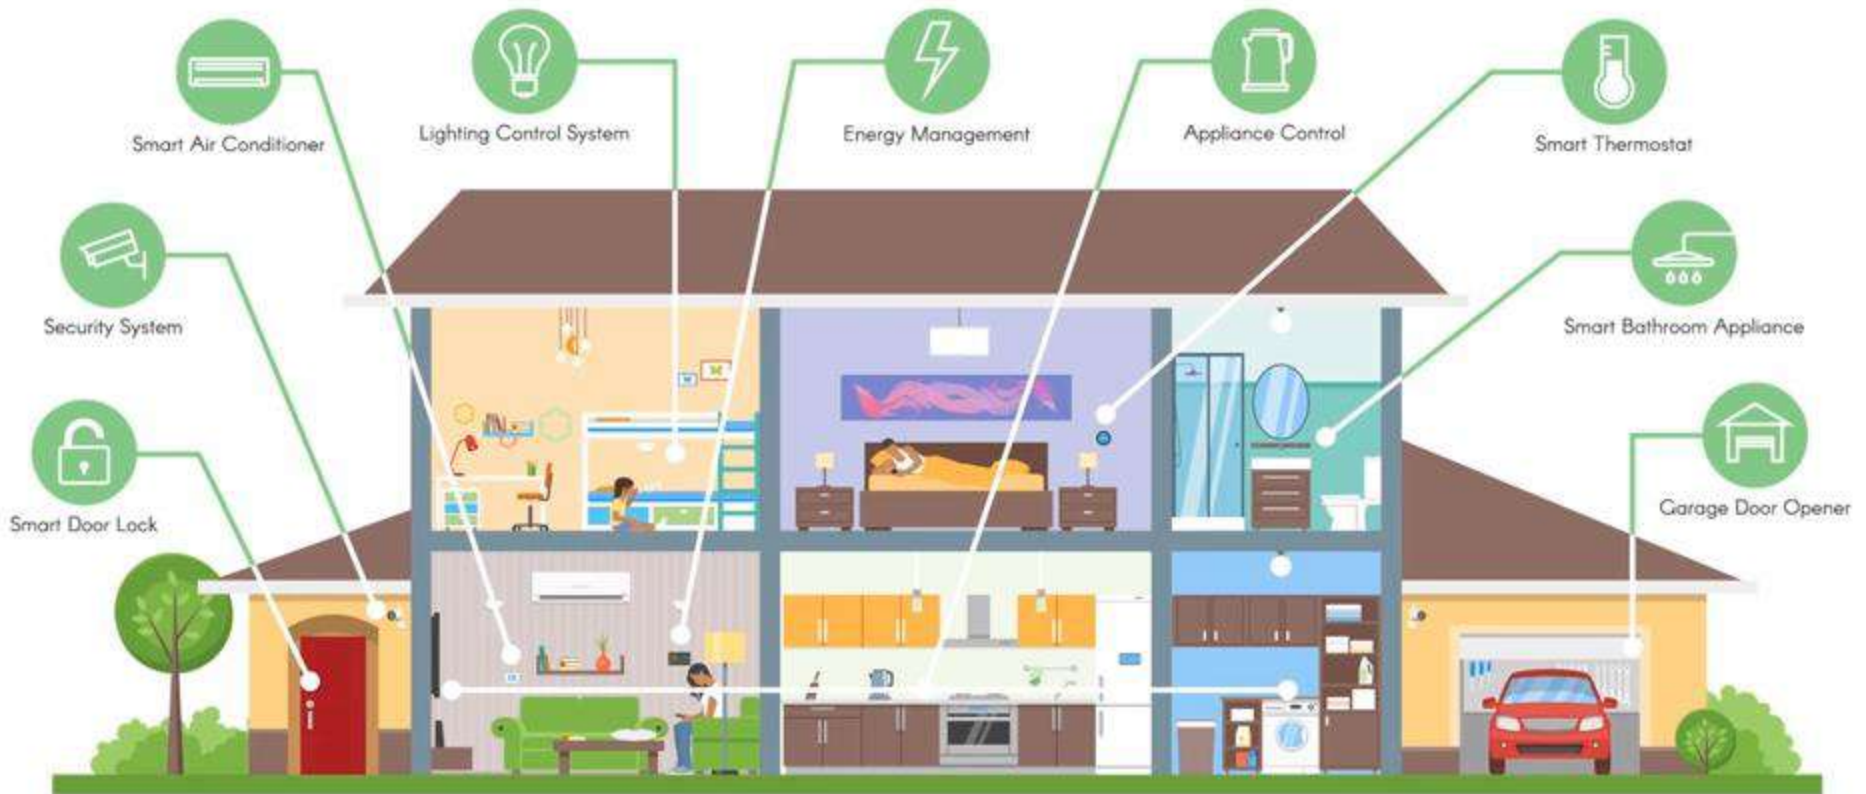 Smart Air Conditioner
Lighting Control System
Energy Management
Appliance Control
Smart Thermostat
Security System
Smart Bathroom Appliance
Smart Door Lock
Garage Door Opener